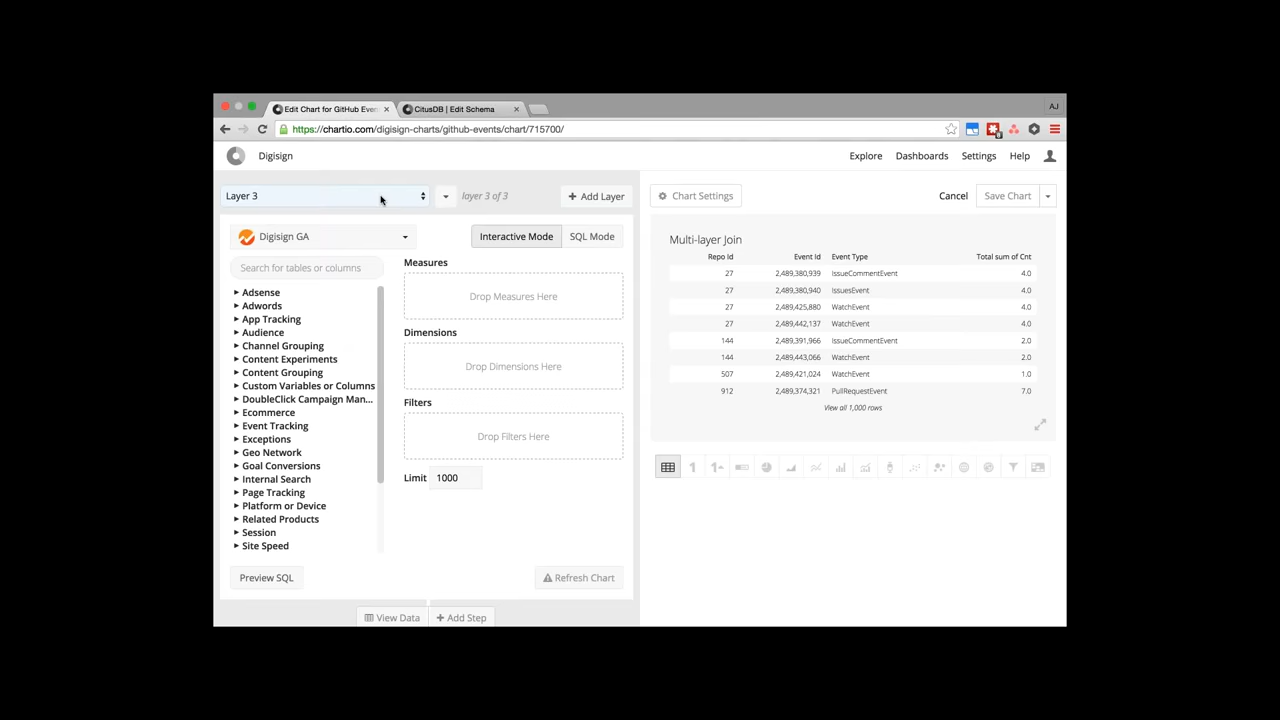 Edit Chart for GitHub Even
CitusDB | Edit Schema
AJ
https://chartio.com/digisign-charts/github-events/chart/715700/
Digisign
Explore
Dashboards
Settings
Help
Layer 3
layer 3 of 3
Add Layer
Chart Settings
Cancel
Save Chart
Digisign GA
Interactive Mode
SQL Mode
Search for tables or columns
Adsense
Adwords
App Tracking
Audience
Channel Grouping
Content Experiments
Content Grouping
Custom Variables or Columns
DoubleClick Campaign Man...
Ecommerce
Event Tracking
Exceptions
Geo Network
Goal Conversions
Internal Search
Page Tracking
Platform or Device
Related Products
Session
Site Speed
Measures
Drop Measures Here
Dimensions
Drop Dimensions Here
Filters
Drop Filters Here
Limit 1000
Preview SQL
Refresh Chart
View Data
Add Step
Multi-layer Join
Repo Id Event Id Event Type Total sum of Cnt
27 2,489,380,939 IssueCommentEvent 4.0
27 2,489,380,940 IssuesEvent 4.0
27 2,489,425,880 WatchEvent 4.0
27 2,489,442,137 WatchEvent 4.0
144 2,489,391,966 IssueCommentEvent 2.0
144 2,489,443,066 WatchEvent 2.0
507 2,489,421,024 WatchEvent 1.0
912 2,489,374,321 PullRequestEvent 7.0
View all 1,000 rows